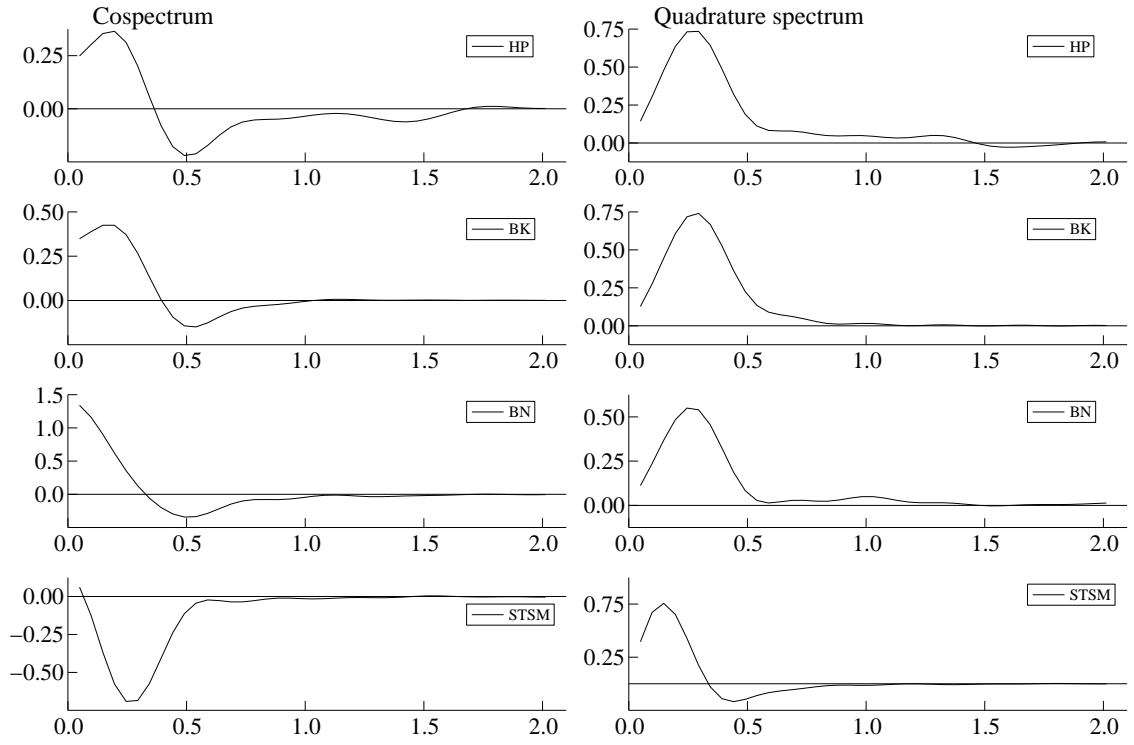 Cospectrum Quadrature spectrum
0.25 HP 0.75 HP
0.50
0.00 0.25
0.00
0.0 0.5 1.0 1.5 2.0 0.0 0.5 1.0 1.5 2.0
0.50 BK 0.75 BK
0.25 0.50
0.25
0.00 0.00
0.0 0.5 1.0 1.5 2.0 0.0 0.5 1.0 1.5 2.0
1.5 BN BN
1.0 0.50
0.5 0.25
0.0 0.00
0.0 0.5 1.0 1.5 2.0 0.0 0.5 1.0 1.5 2.0
0.00 STSM 0.75 STSM
−0.25 0.25
−0.50
0.0 0.5 1.0 1.5 2.0 0.0 0.5 1.0 1.5 2.0